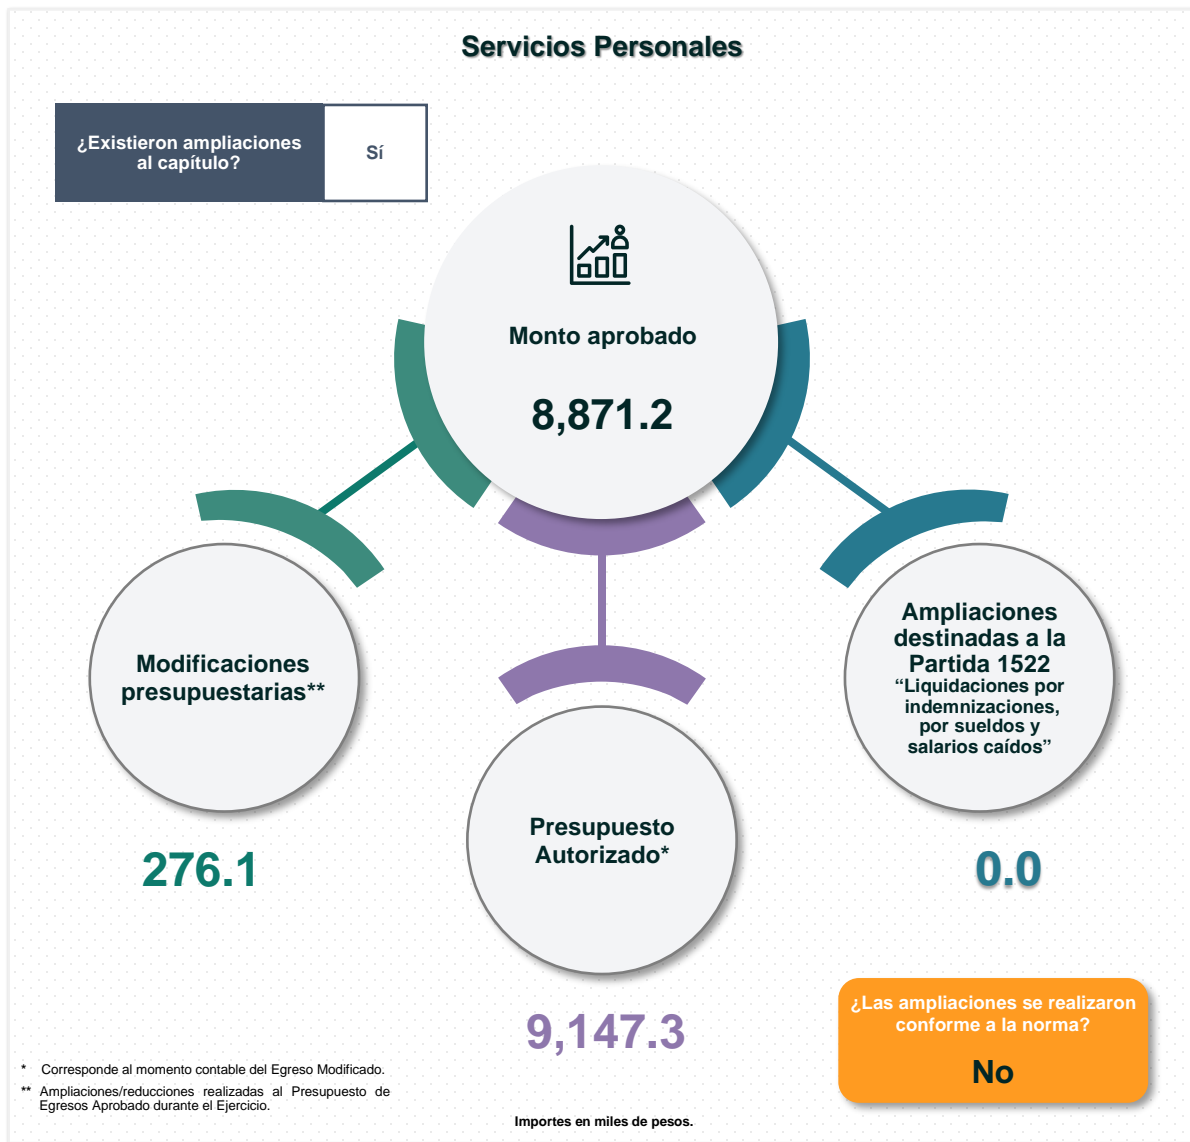 Servicios Personales
¿Existieron ampliaciones
al capítulo?
Sí
Monto aprobado
8,871.2
Modificaciones
presupuestarias**
276.1
Presupuesto
Autorizado*
9,147.3
Ampliaciones
destinadas a la
Partida 1522
“Liquidaciones por
indemnizaciones,
por sueldos y
salarios caídos”
0.0
¿Las ampliaciones se realizaron
conforme a la norma?
No
* Corresponde al momento contable del Egreso Modificado.
** Ampliaciones/reducciones realizadas al Presupuesto de
Egresos Aprobado durante el Ejercicio.
Importes en miles de pesos.